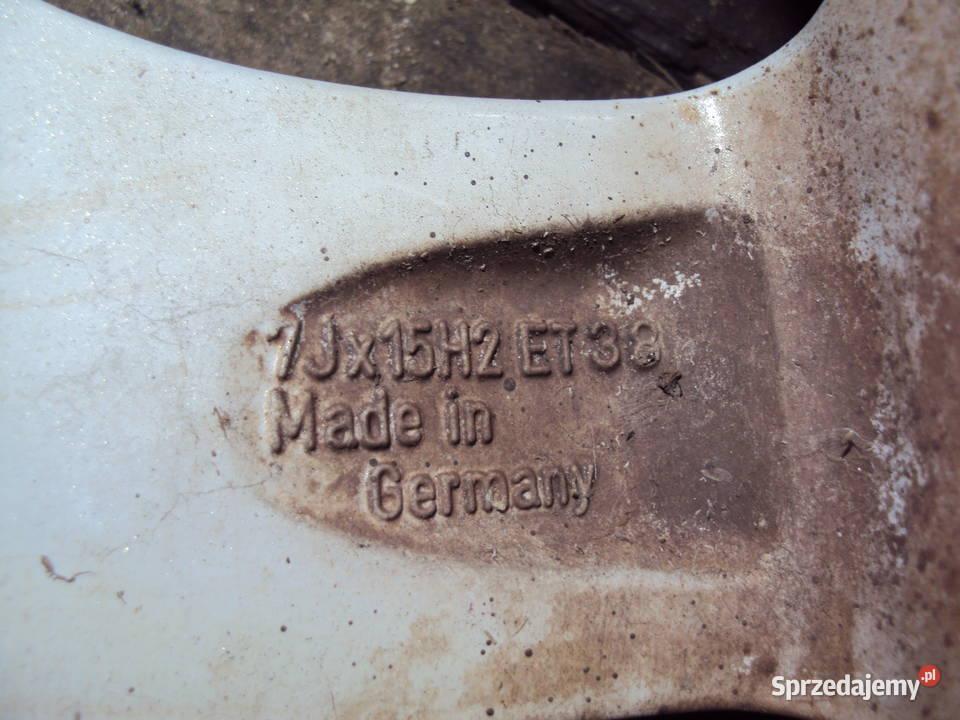 7Jx15H2 ET38
Made in
Germany
Sprzedajemy.pl